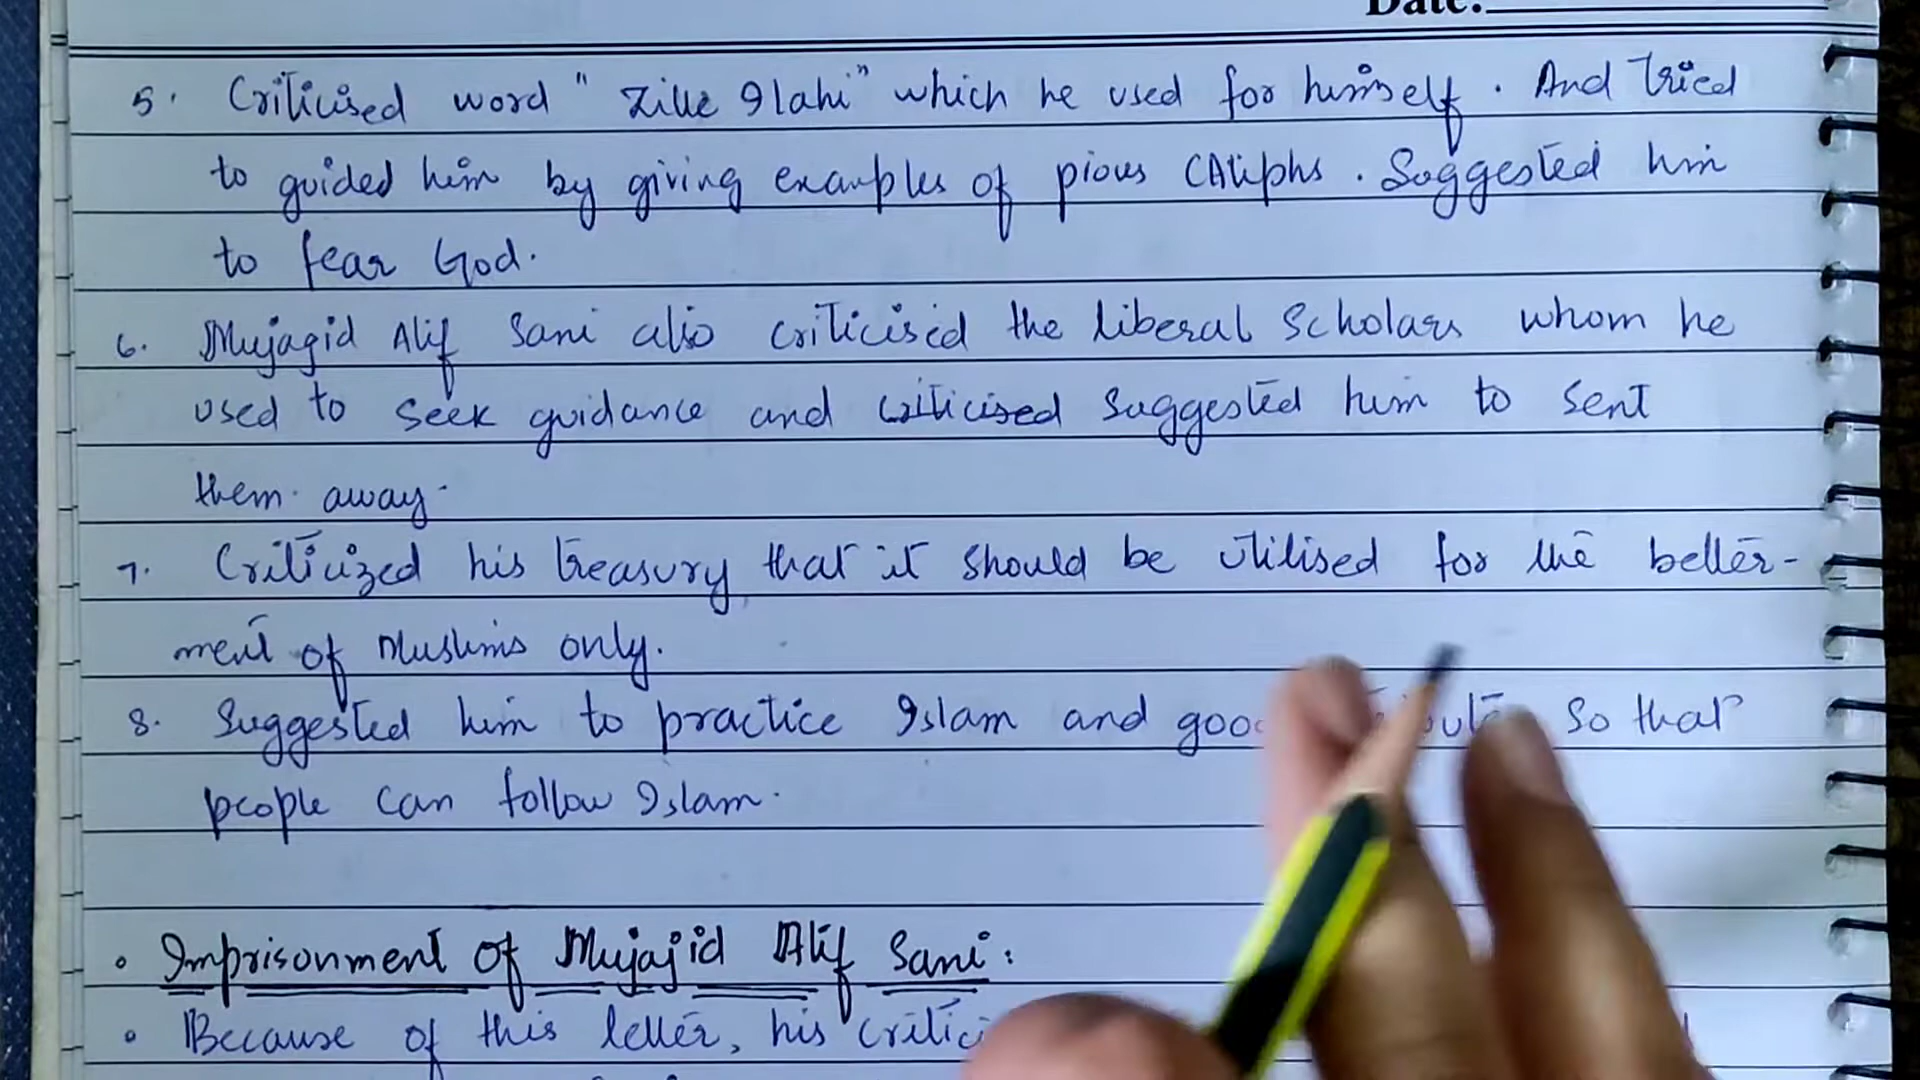 Date:
5. Criticised word "Zille Ilahi" which he used for himself. And tried
to guided him by giving examples of pious CAliphs. Suggested him
to fear God.
6. Mujagid Alif Sani also criticised the liberal Scholars whom he
used to seek guidance and criticised suggested him to sent
them away.
7. Criticized his treasury that it should be utilised for the better-
ment of Muslims only.
8. Suggested him to practice Islam and so that
people can follow Islam.
• Imprisonment of Mujajid Alif Sani:
• Because of this letter, his